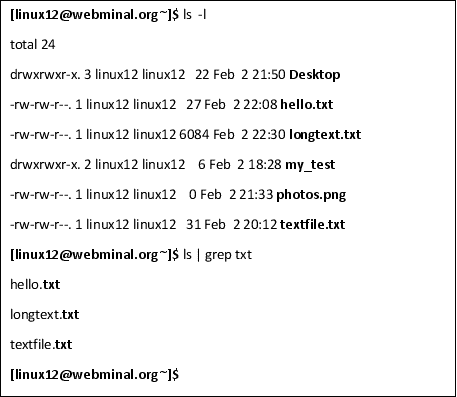 [linux12@webminal.org~]$ ls -l
total 24
drwxrwxr-x. 3 linux12 linux12 22 Feb 2 21:50 Desktop
-rw-rw-r--. 1 linux12 linux12 27 Feb 2 22:08 hello.txt
-rw-rw-r--. 1 linux12 linux12 6084 Feb 2 22:30 longtext.txt
drwxrwxr-x. 2 linux12 linux12 6 Feb 2 18:28 my_test
-rw-rw-r--. 1 linux12 linux12 0 Feb 2 21:33 photos.png
-rw-rw-r--. 1 linux12 linux12 31 Feb 2 20:12 textfile.txt
[linux12@webminal.org~]$ ls | grep txt
hello.txt
longtext.txt
textfile.txt
[linux12@webminal.org~]$